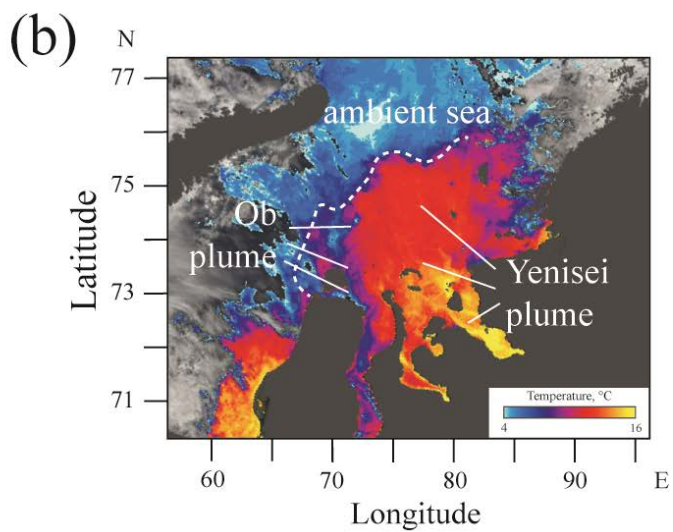 (b)
N
77
75
73
71
Latitude
ambient sea
Ob
plume
Yenisei
plume
Temperature, °C
4 16
60 70 80 90 E
Longitude